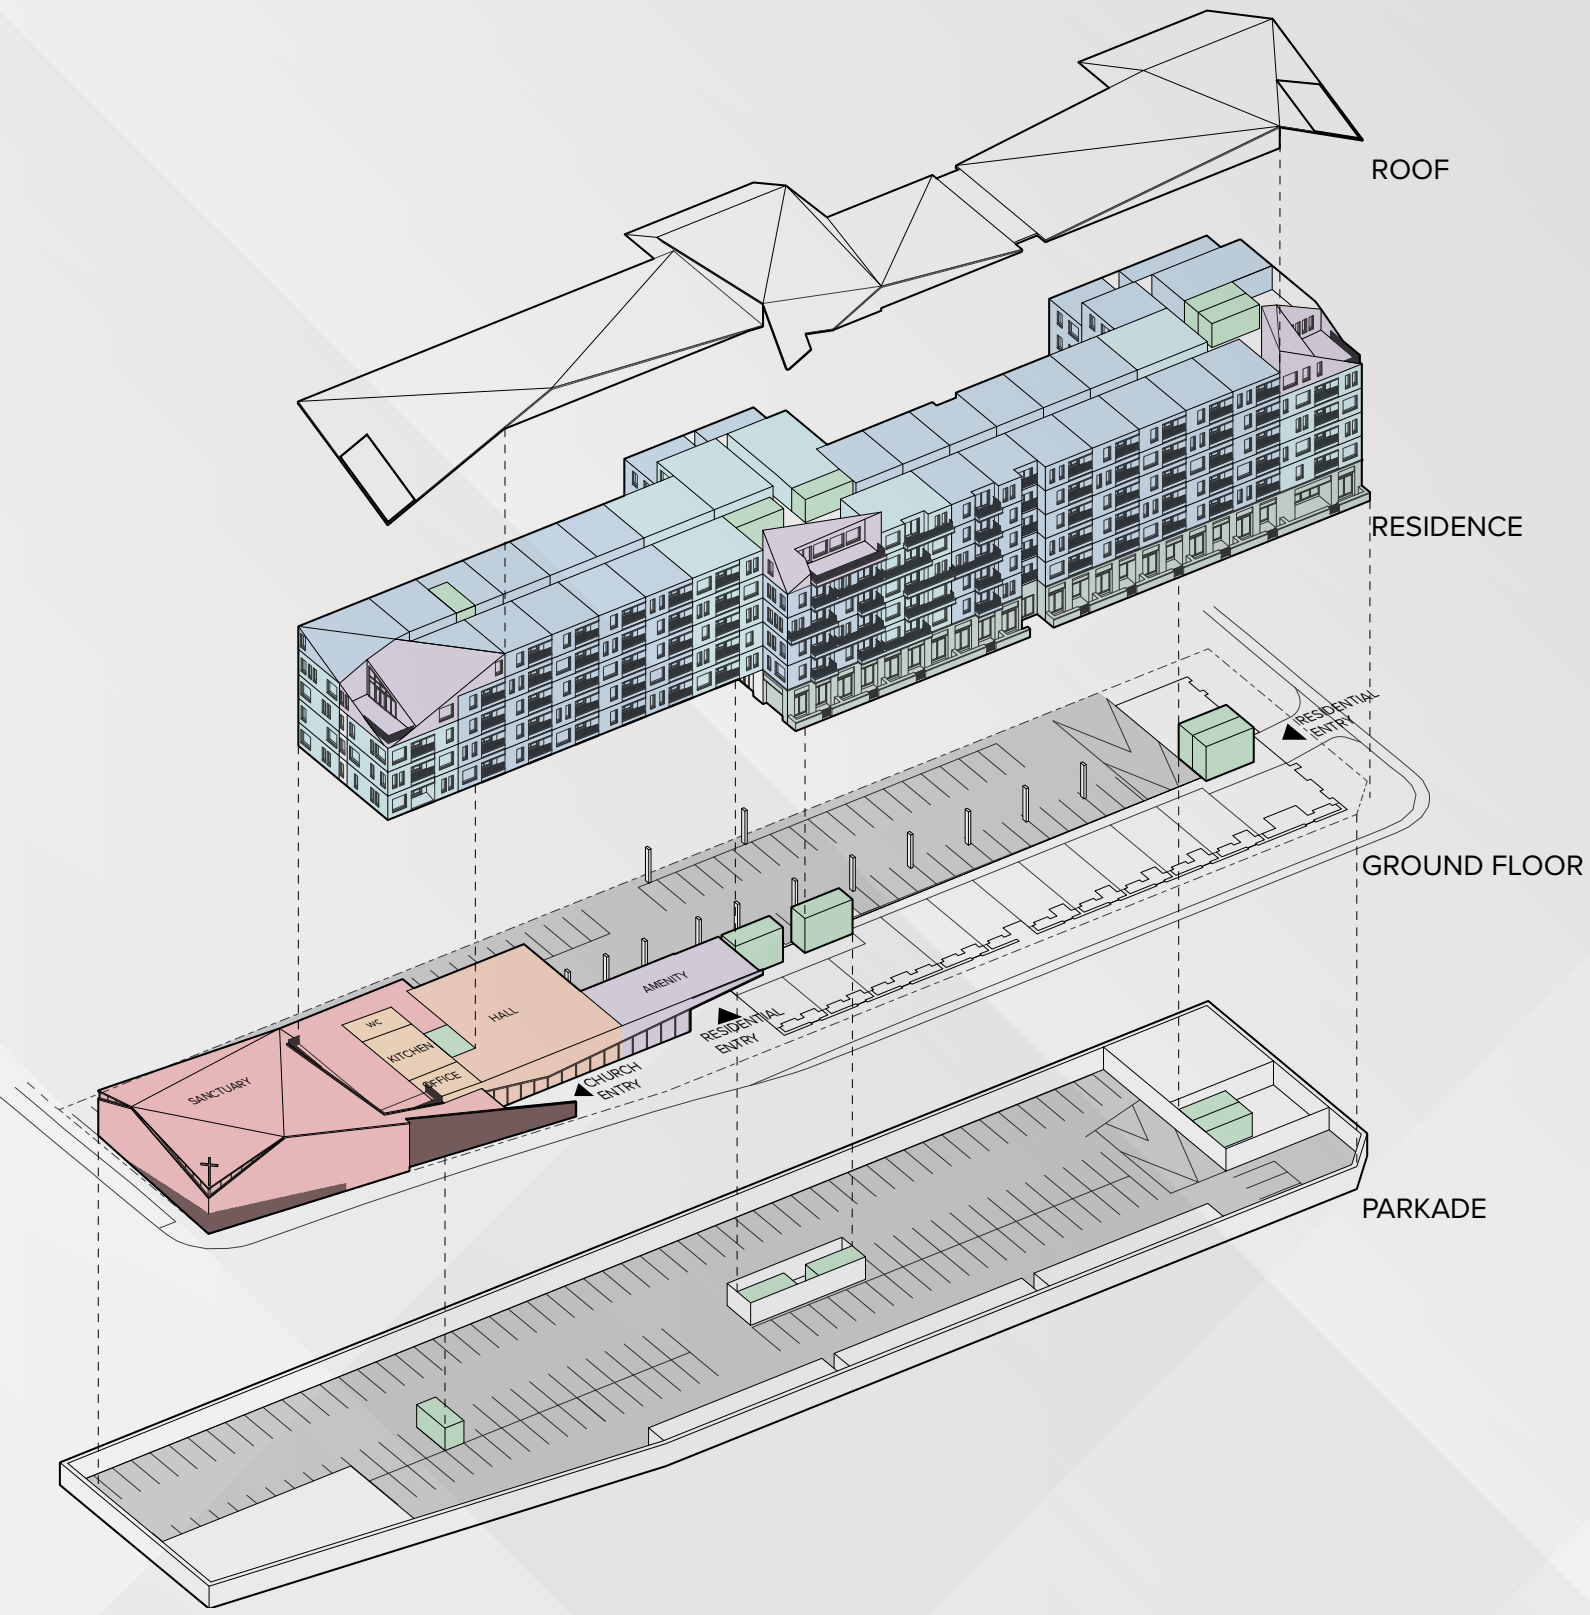 ROOF
RESIDENCE
RESIDENTIAL
ENTRY
GROUND FLOOR
AMENITY
HALL
WC
KITCHEN
OFFICE
SANCTUARY
RESIDENTIAL
ENTRY
CHURCH
ENTRY
PARKADE